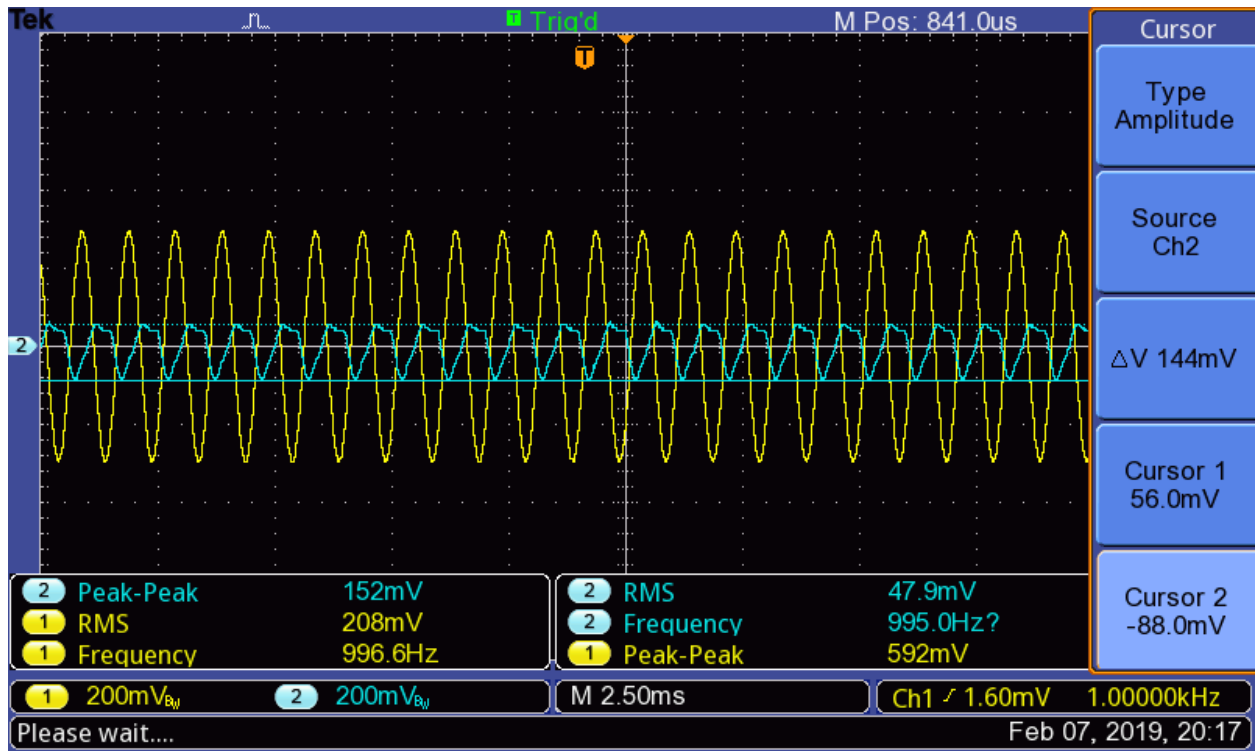 Tek Trig'd M Pos: 841.0us
Cursor
T
Type
Amplitude
Source
Ch2
2
△V 144mV
Cursor 1
56.0mV
Cursor 2
-88.0mV
2 Peak-Peak 152mV
1 RMS 208mV
1 Frequency 996.6Hz
2 RMS 47.9mV
2 Frequency 995.0Hz?
1 Peak-Peak 592mV
1 200mVBW 2 200mVBW M 2.50ms Ch1 1.60mV 1.00000kHz
Please wait.... Feb 07, 2019, 20:17